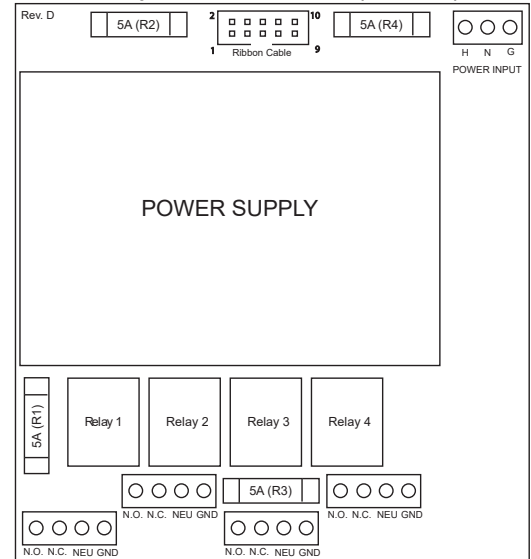 Rev. D
5A (R2)
2 10
5A (R4)
1 Ribbon Cable 9
H N G
POWER INPUT
POWER SUPPLY
5A (R1)
Relay 1 Relay 2 Relay 3 Relay 4
5A (R3)
N.O. N.C. NEU GND N.O. N.C. NEU GND
N.O. N.C. NEU GND N.O. N.C. NEU GND